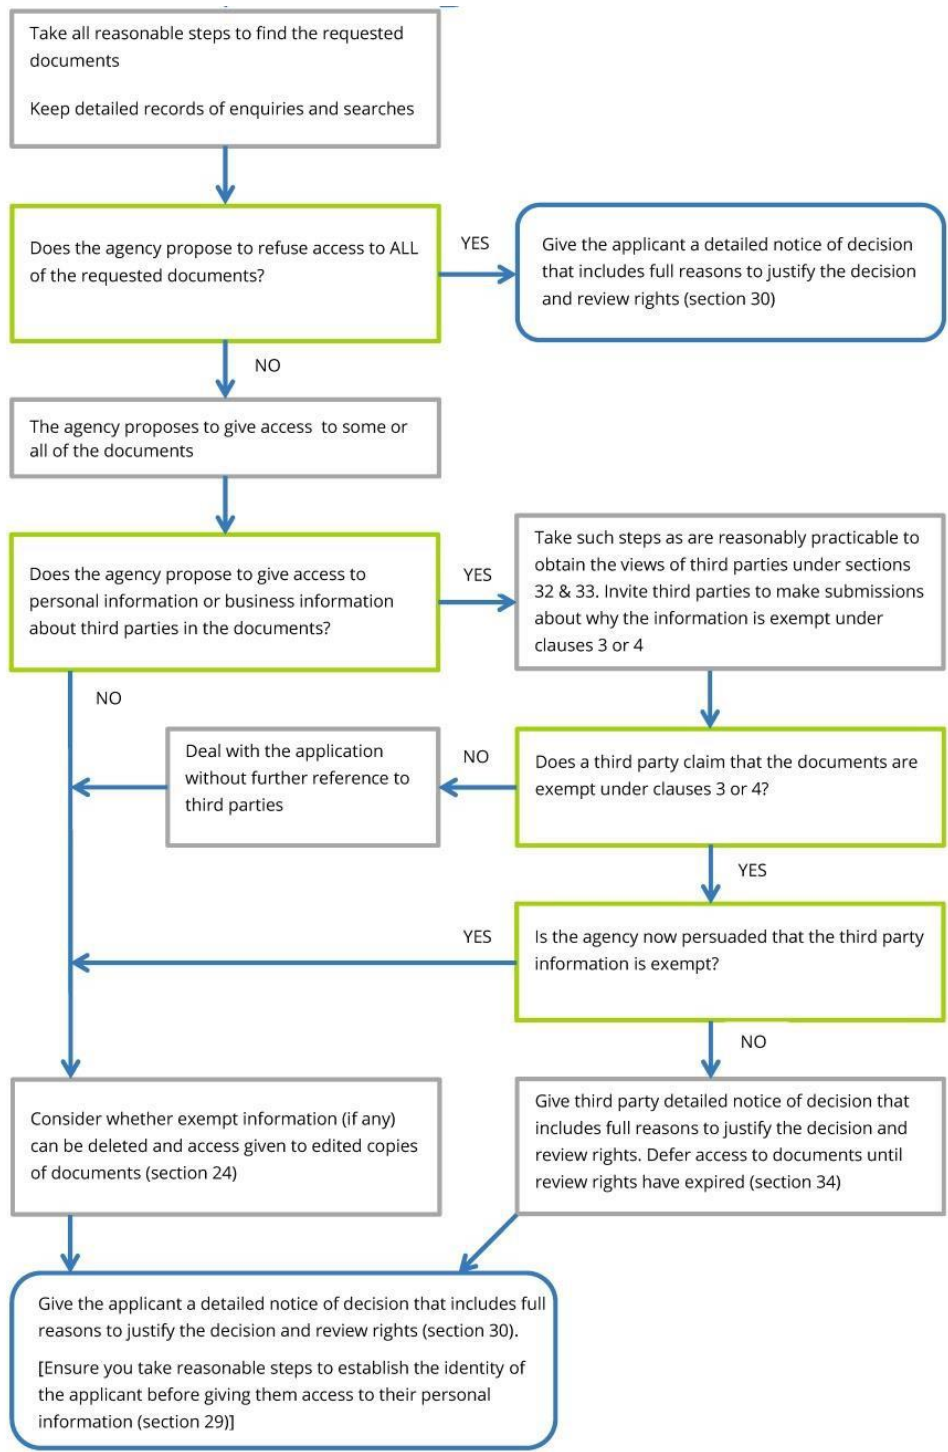 Take all reasonable steps to find the requested
documents
Keep detailed records of enquiries and searches
Does the agency propose to refuse access to ALL
of the requested documents?
YES
Give the applicant a detailed notice of decision
that includes full reasons to justify the decision
and review rights (section 30)
NO
The agency proposes to give access to some or
all of the documents
Does the agency propose to give access to
personal information or business information
about third parties in the documents?
YES
Take such steps as are reasonably practicable to
obtain the views of third parties under sections
32 & 33. Invite third parties to make submissions
about why the information is exempt under
clauses 3 or 4
NO
Deal with the application
without further reference to
third parties
NO
Does a third party claim that the documents are
exempt under clauses 3 or 4?
YES
YES
Is the agency now persuaded that the third party
information is exempt?
NO
Consider whether exempt information (if any)
can be deleted and access given to edited copies
of documents (section 24)
Give third party detailed notice of decision that
includes full reasons to justify the decision and
review rights. Defer access to documents until
review rights have expired (section 34)
Give the applicant a detailed notice of decision that includes full
reasons to justify the decision and review rights (section 30).
[Ensure you take reasonable steps to establish the identity of
the applicant before giving them access to their personal
information (section 29)]